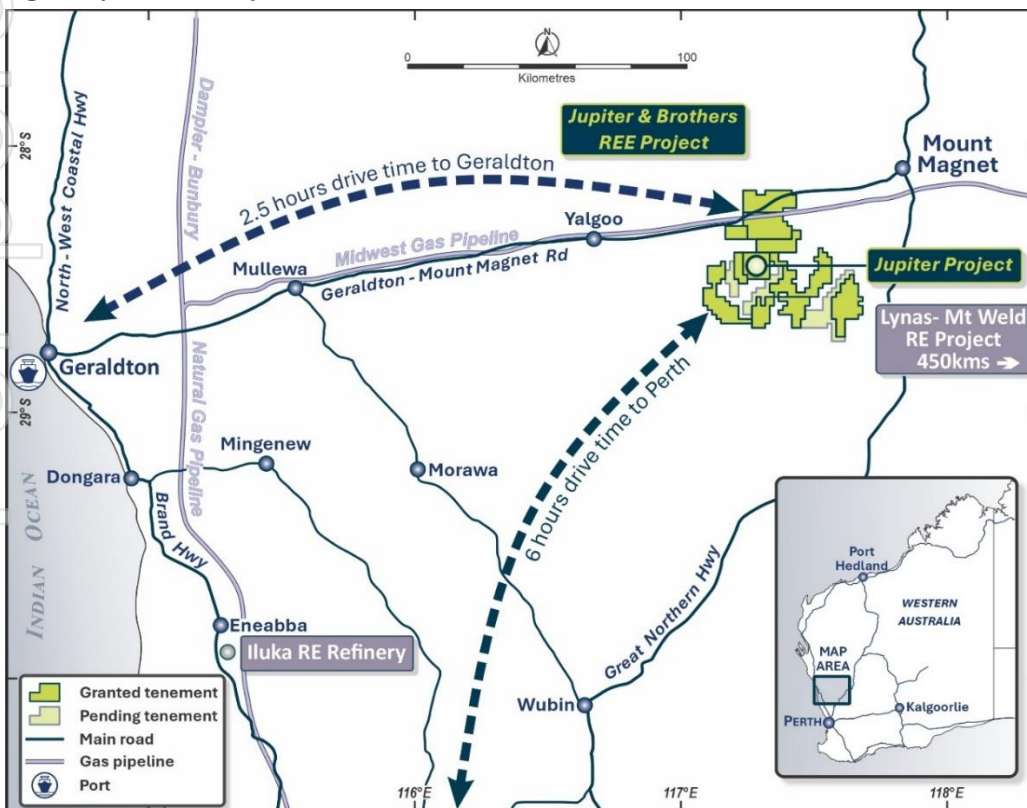 N
0
100
Kilometres
Jupiter & Brothers
REE Project
Mount
Magnet
28°S
North - West Coastal Hwy
Dampier - Bunbury
2.5 hours drive time to Geraldton
Yalgoo
Midwest Gas Pipeline
Mullewa
Geraldton - Mount Magnet Rd
Jupiter Project
Lynas- Mt Weld
RE Project
450kms
Geraldton
29°S
Natural Gas Pipeline
6 hours drive time to Perth
Mingenew
Morawa
Dongara
Brand Hwy
INDIAN OCEAN
Great Northern Hwy
Eneabba
Iluka RE Refinery
Wubin
Port
Hedland
WESTERN
AUSTRALIA
MAP
AREA
Kalgoorlie
PERTH
Granted tenement
Pending tenement
Main road
Gas pipeline
Port
116°E
117°E